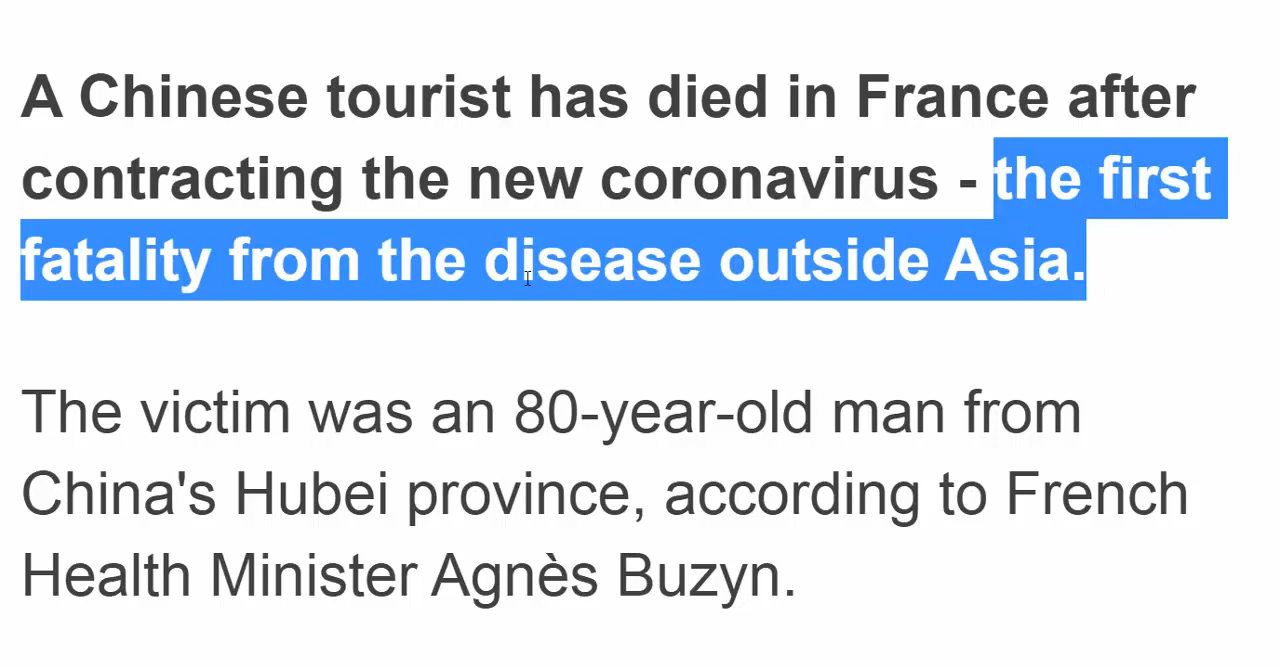 A Chinese tourist has died in France after
contracting the new coronavirus - the first
fatality from the disease outside Asia.
The victim was an 80-year-old man from
China's Hubei province, according to French
Health Minister Agnès Buzyn.